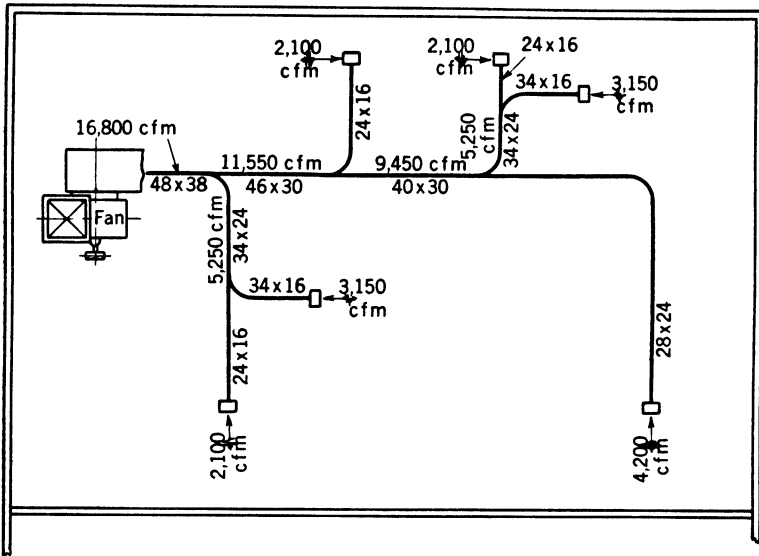 2,100
cfm
24x16
2,100
cfm
24x16
34x16
3,150
cfm
5,250
cfm
34x24
16,800 cfm
48x38
11,550 cfm
46x30
9,450 cfm
40x30
Fan
5,250 cfm
34x24
34x16
3,150
cfm
24x16
2,100
cfm
28x24
4,200
cfm